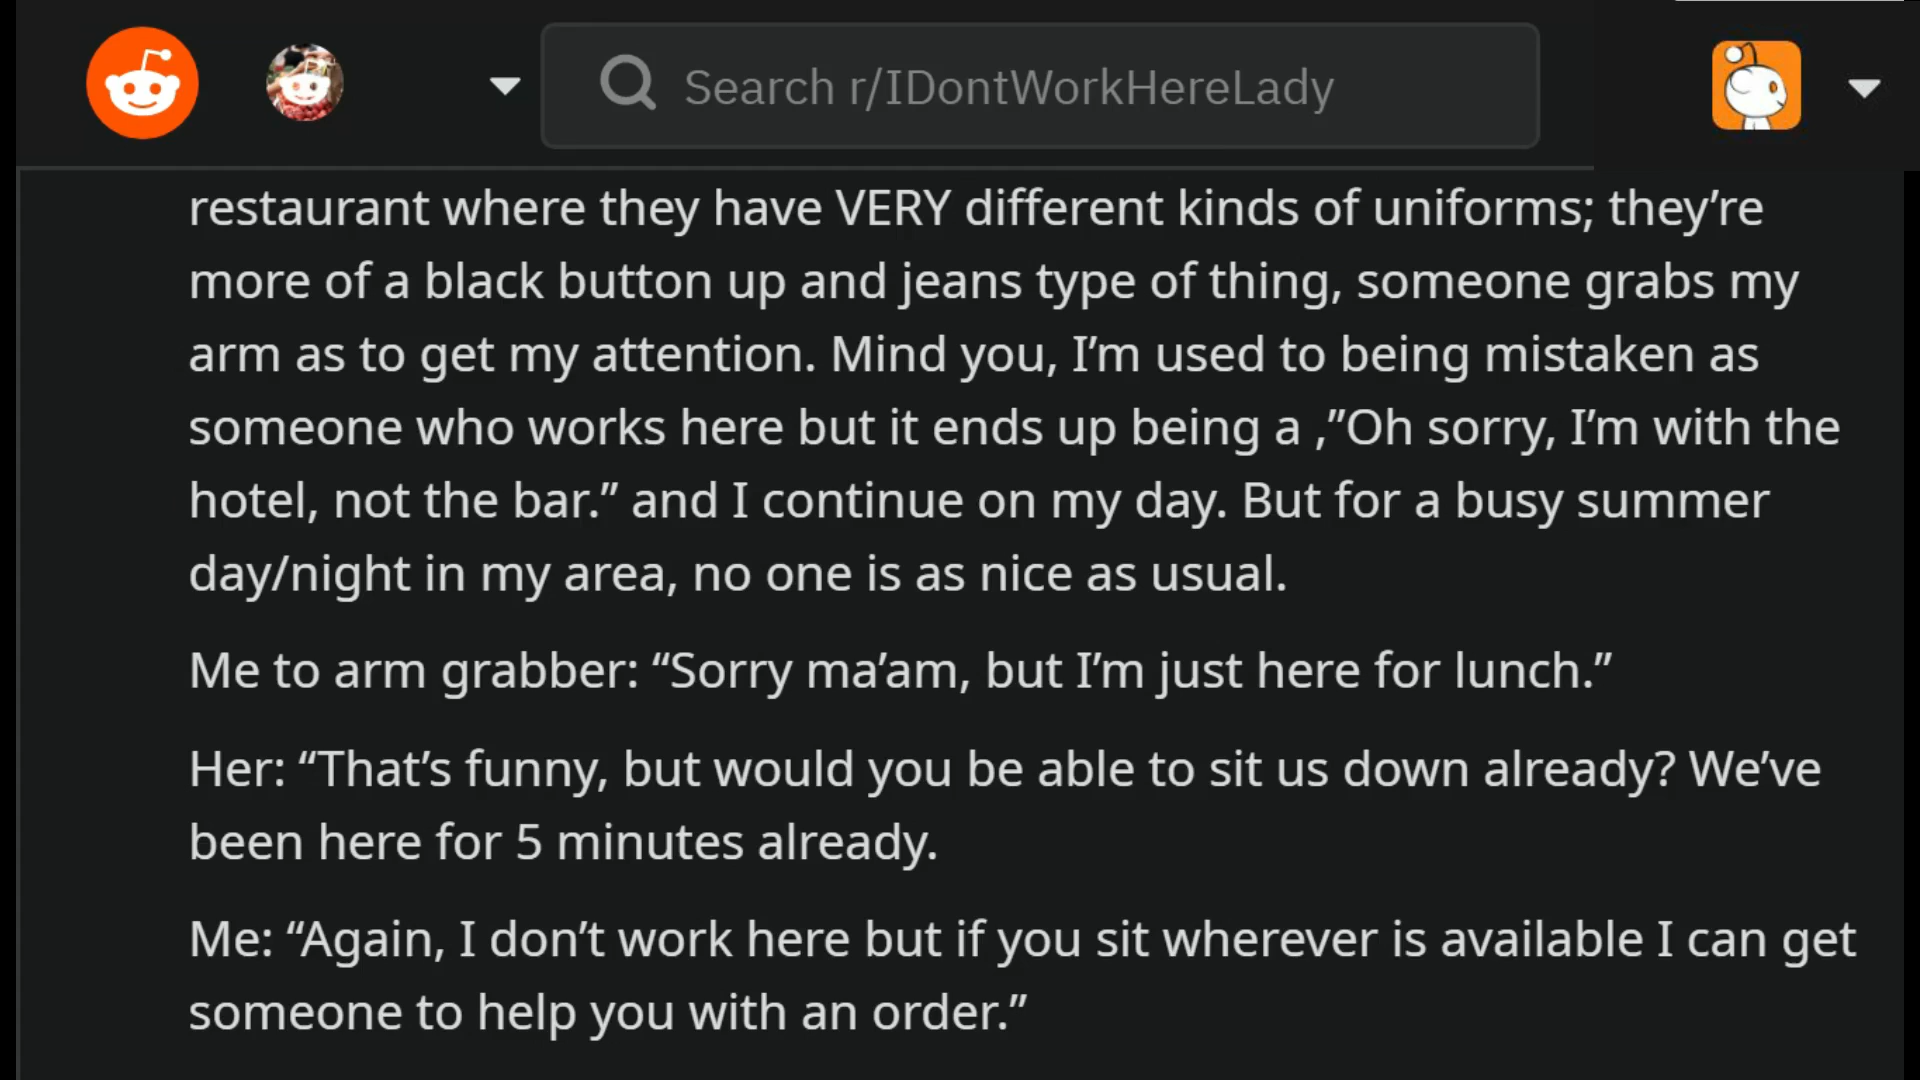 Search r/IDontWorkHereLady
restaurant where they have VERY different kinds of uniforms; they’re
more of a black button up and jeans type of thing, someone grabs my
arm as to get my attention. Mind you, I’m used to being mistaken as
someone who works here but it ends up being a ,”Oh sorry, I’m with the
hotel, not the bar.” and I continue on my day. But for a busy summer
day/night in my area, no one is as nice as usual.
Me to arm grabber: “Sorry ma’am, but I’m just here for lunch.”
Her: “That’s funny, but would you be able to sit us down already? We’ve
been here for 5 minutes already.
Me: “Again, I don’t work here but if you sit wherever is available I can get
someone to help you with an order.”